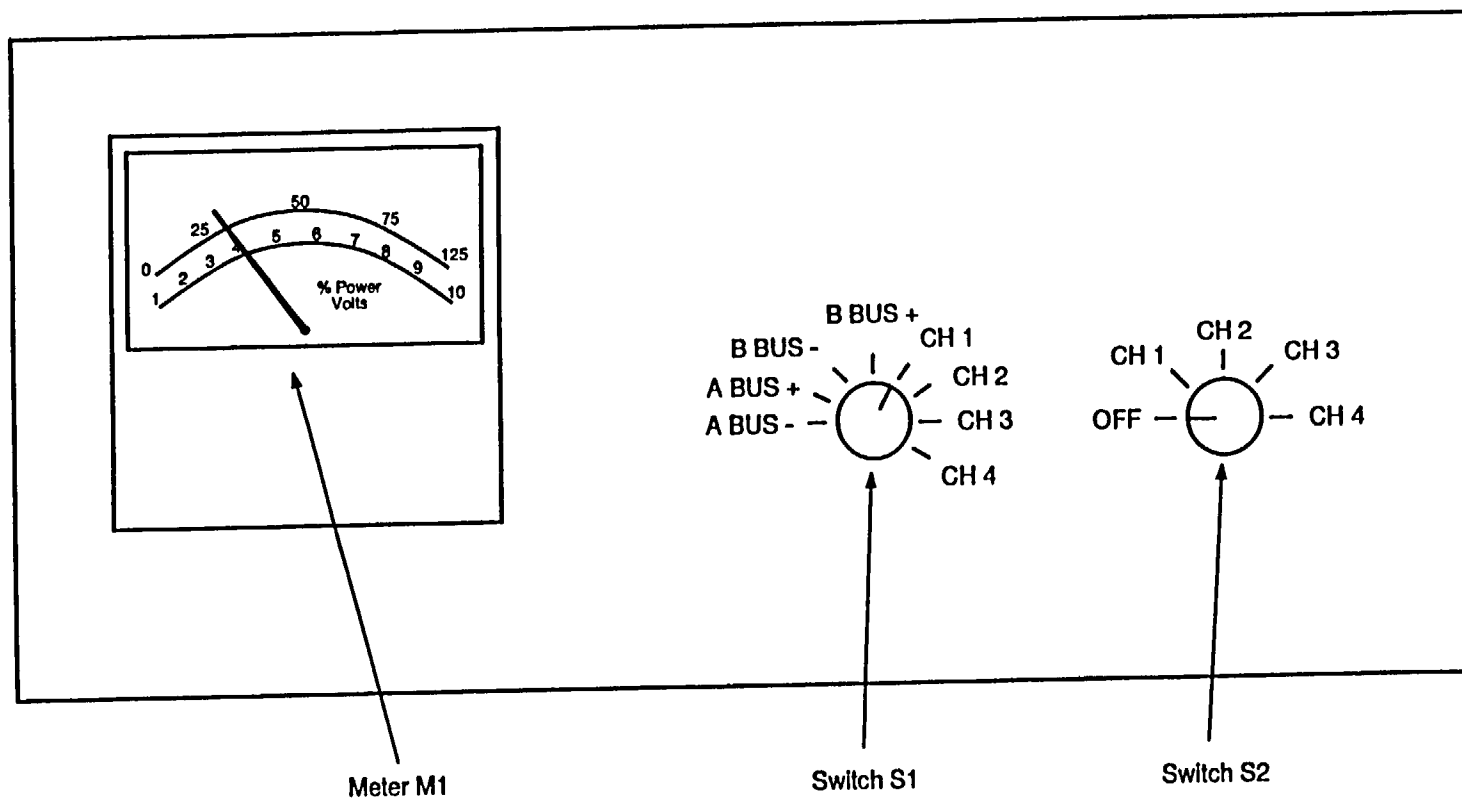 50
25
75
0
125
1 2 3 4 5 6 7 8 9 10
% Power
Volts
B BUS +
B BUS -
CH 1
A BUS +
CH 2
A BUS -
CH 3
CH 4
CH 2
CH 1
CH 3
OFF
CH 4
Meter M1
Switch S1
Switch S2